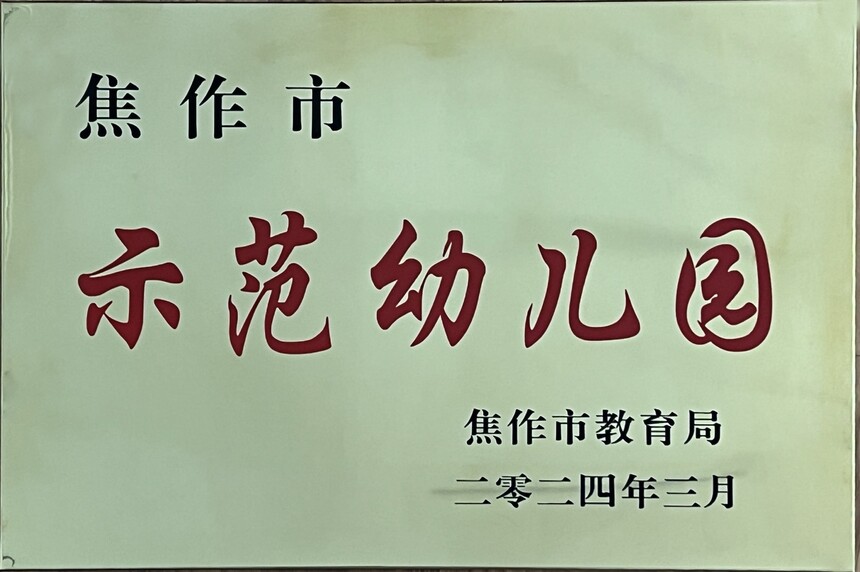 焦作市
示范幼儿园
焦作市教育局
二零二四年三月